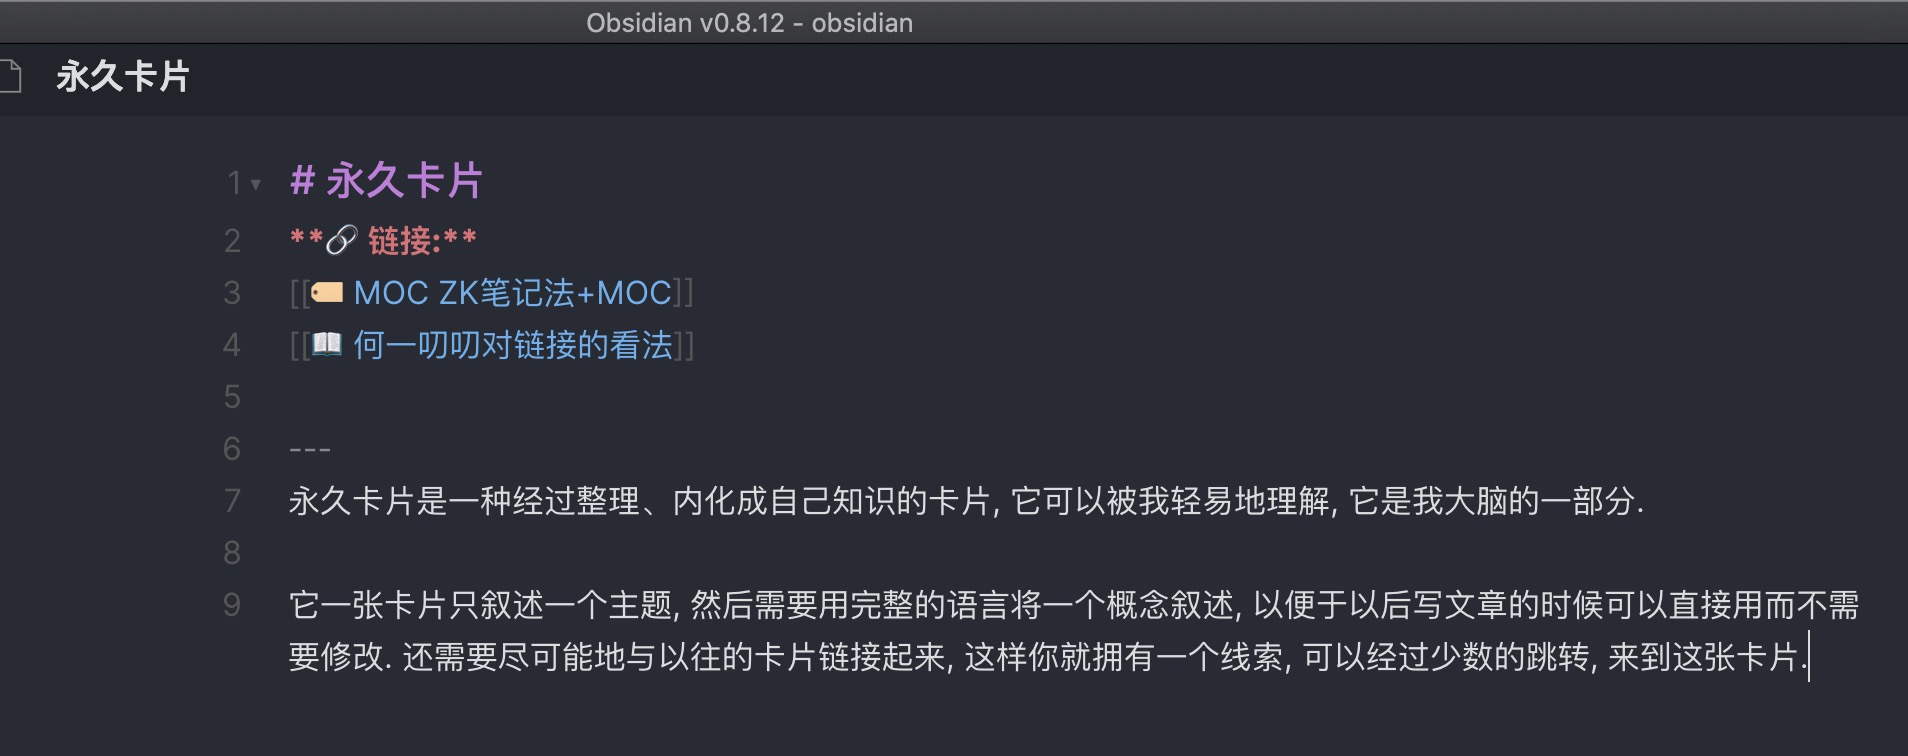 Obsidian v0.8.12 - obsidian
永久卡片
1 # 永久卡片
2 **🔗 链接:**
3 [[🏷️ MOC ZK笔记法+MOC]]
4 [[📖 何一叨叨对链接的看法]]
5
6 ---
7 永久卡片是一种经过整理、内化成自己知识的卡片, 它可以被我轻易地理解, 它是我大脑的一部分.
8
9 它一张卡片只叙述一个主题, 然后需要用完整的语言将一个概念叙述, 以便于以后写文章的时候可以直接用而不需
要修改. 还需要尽可能地与以往的卡片链接起来, 这样你就拥有一个线索, 可以经过少数的跳转, 来到这张卡片.